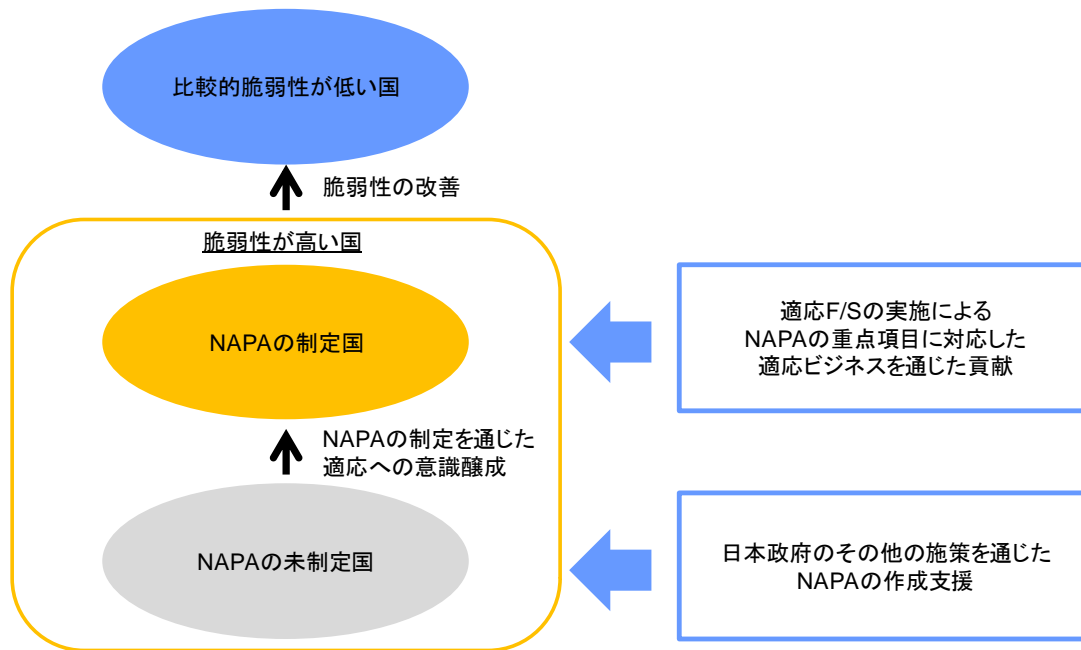 比較的脆弱性が低い国
脆弱性の改善
脆弱性が高い国
NAPAの制定国
適応F/Sの実施による
NAPAの重点項目に対応した
適応ビジネスを通じた貢献
NAPAの制定を通じた
適応への意識醸成
NAPAの未制定国
日本政府のその他の施策を通じた
NAPAの作成支援